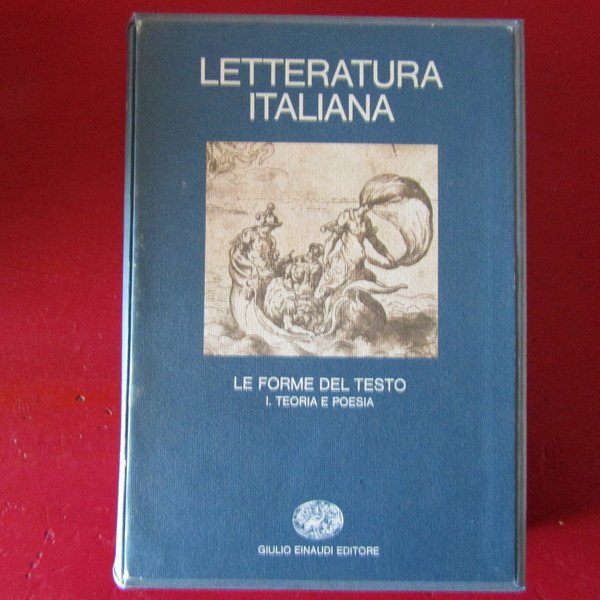 LETTERATURA
ITALIANA
LE FORME DEL TESTO
I. TEORIA E POESIA
GIULIO EINAUDI EDITORE